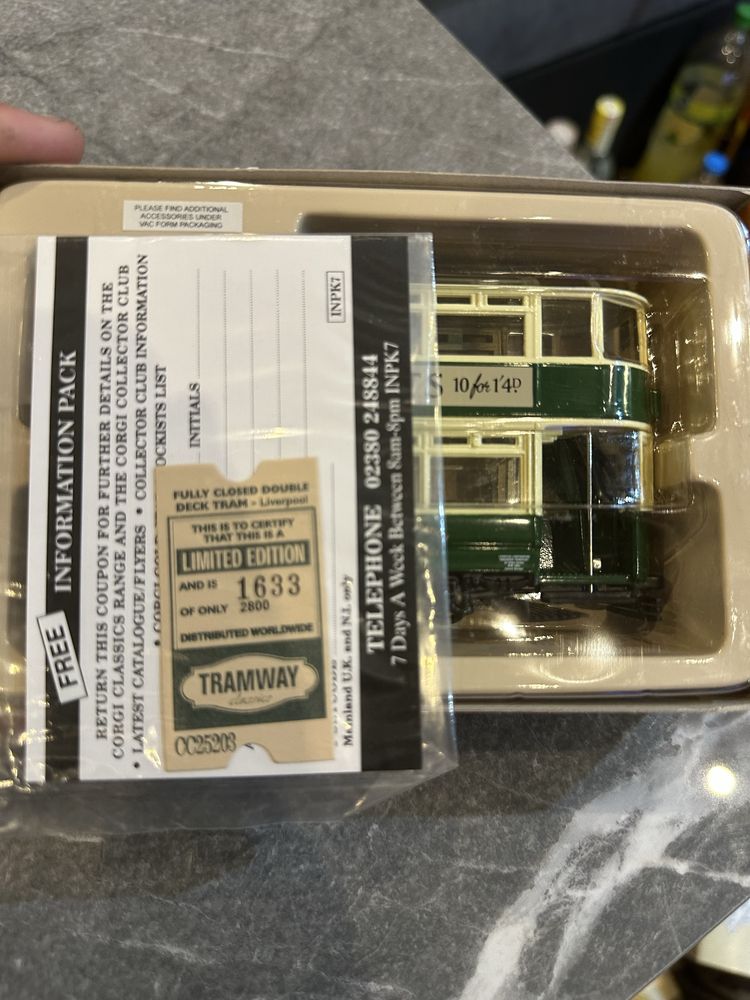 PLEASE FIND ADDITIONAL
ACCESSORIES UNDER
VAC FORM PACKAGING
FREE
INFORMATION PACK
RETURN THIS COUPON FOR FURTHER DETAILS ON THE
CORGI CLASSICS RANGE AND THE CORGI COLLECTOR CLUB
• LATEST CATALOGUE/FLYERS • COLLECTOR CLUB INFORMATION
• CORGI
OCKISTS LIST
INITIALS
INPK7
Mainland U.K. and N.I. only
TELEPHONE 02380 248844
7 Days A Week Between 8am-8pm INPK7
FULLY CLOSED DOUBLE
DECK TRAM - Liverpool
THIS IS TO CERTIFY
THAT THIS IS A
LIMITED EDITION
AND IS 1633
OF ONLY 2800
DISTRIBUTED WORLDWIDE
TRAMWAY
classics
CC25203
S 10 for 1'4D